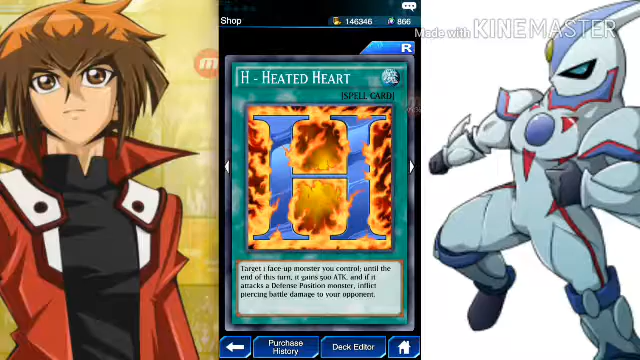 Shop
146346
866
Made with KINEMASTER
R
H - HEATED HEART
[SPELL CARD]
Target 1 face up monster you control; until the
end of this turn, it gains 500 ATK, and if it
attacks a Defense Position monster, inflict
piercing battle damage to your opponent.
Purchase
History
Deck Editor